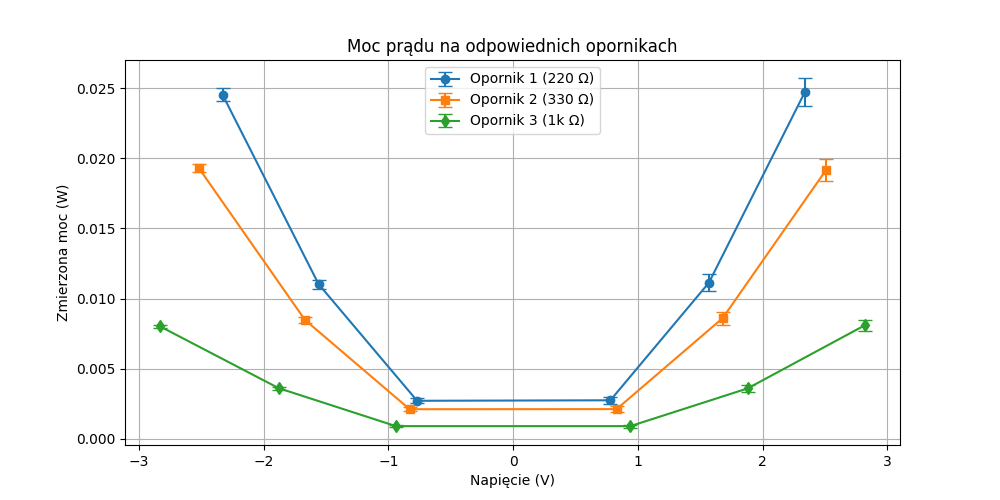 Moc prądu na odpowiednich opornikach
Opornik 1 (220 Ω)
Opornik 2 (330 Ω)
Opornik 3 (1k Ω)
Zmierzona moc (W)
0.025
0.020
0.015
0.010
0.005
0.000
−3 −2 −1 0 1 2 3
Napięcie (V)